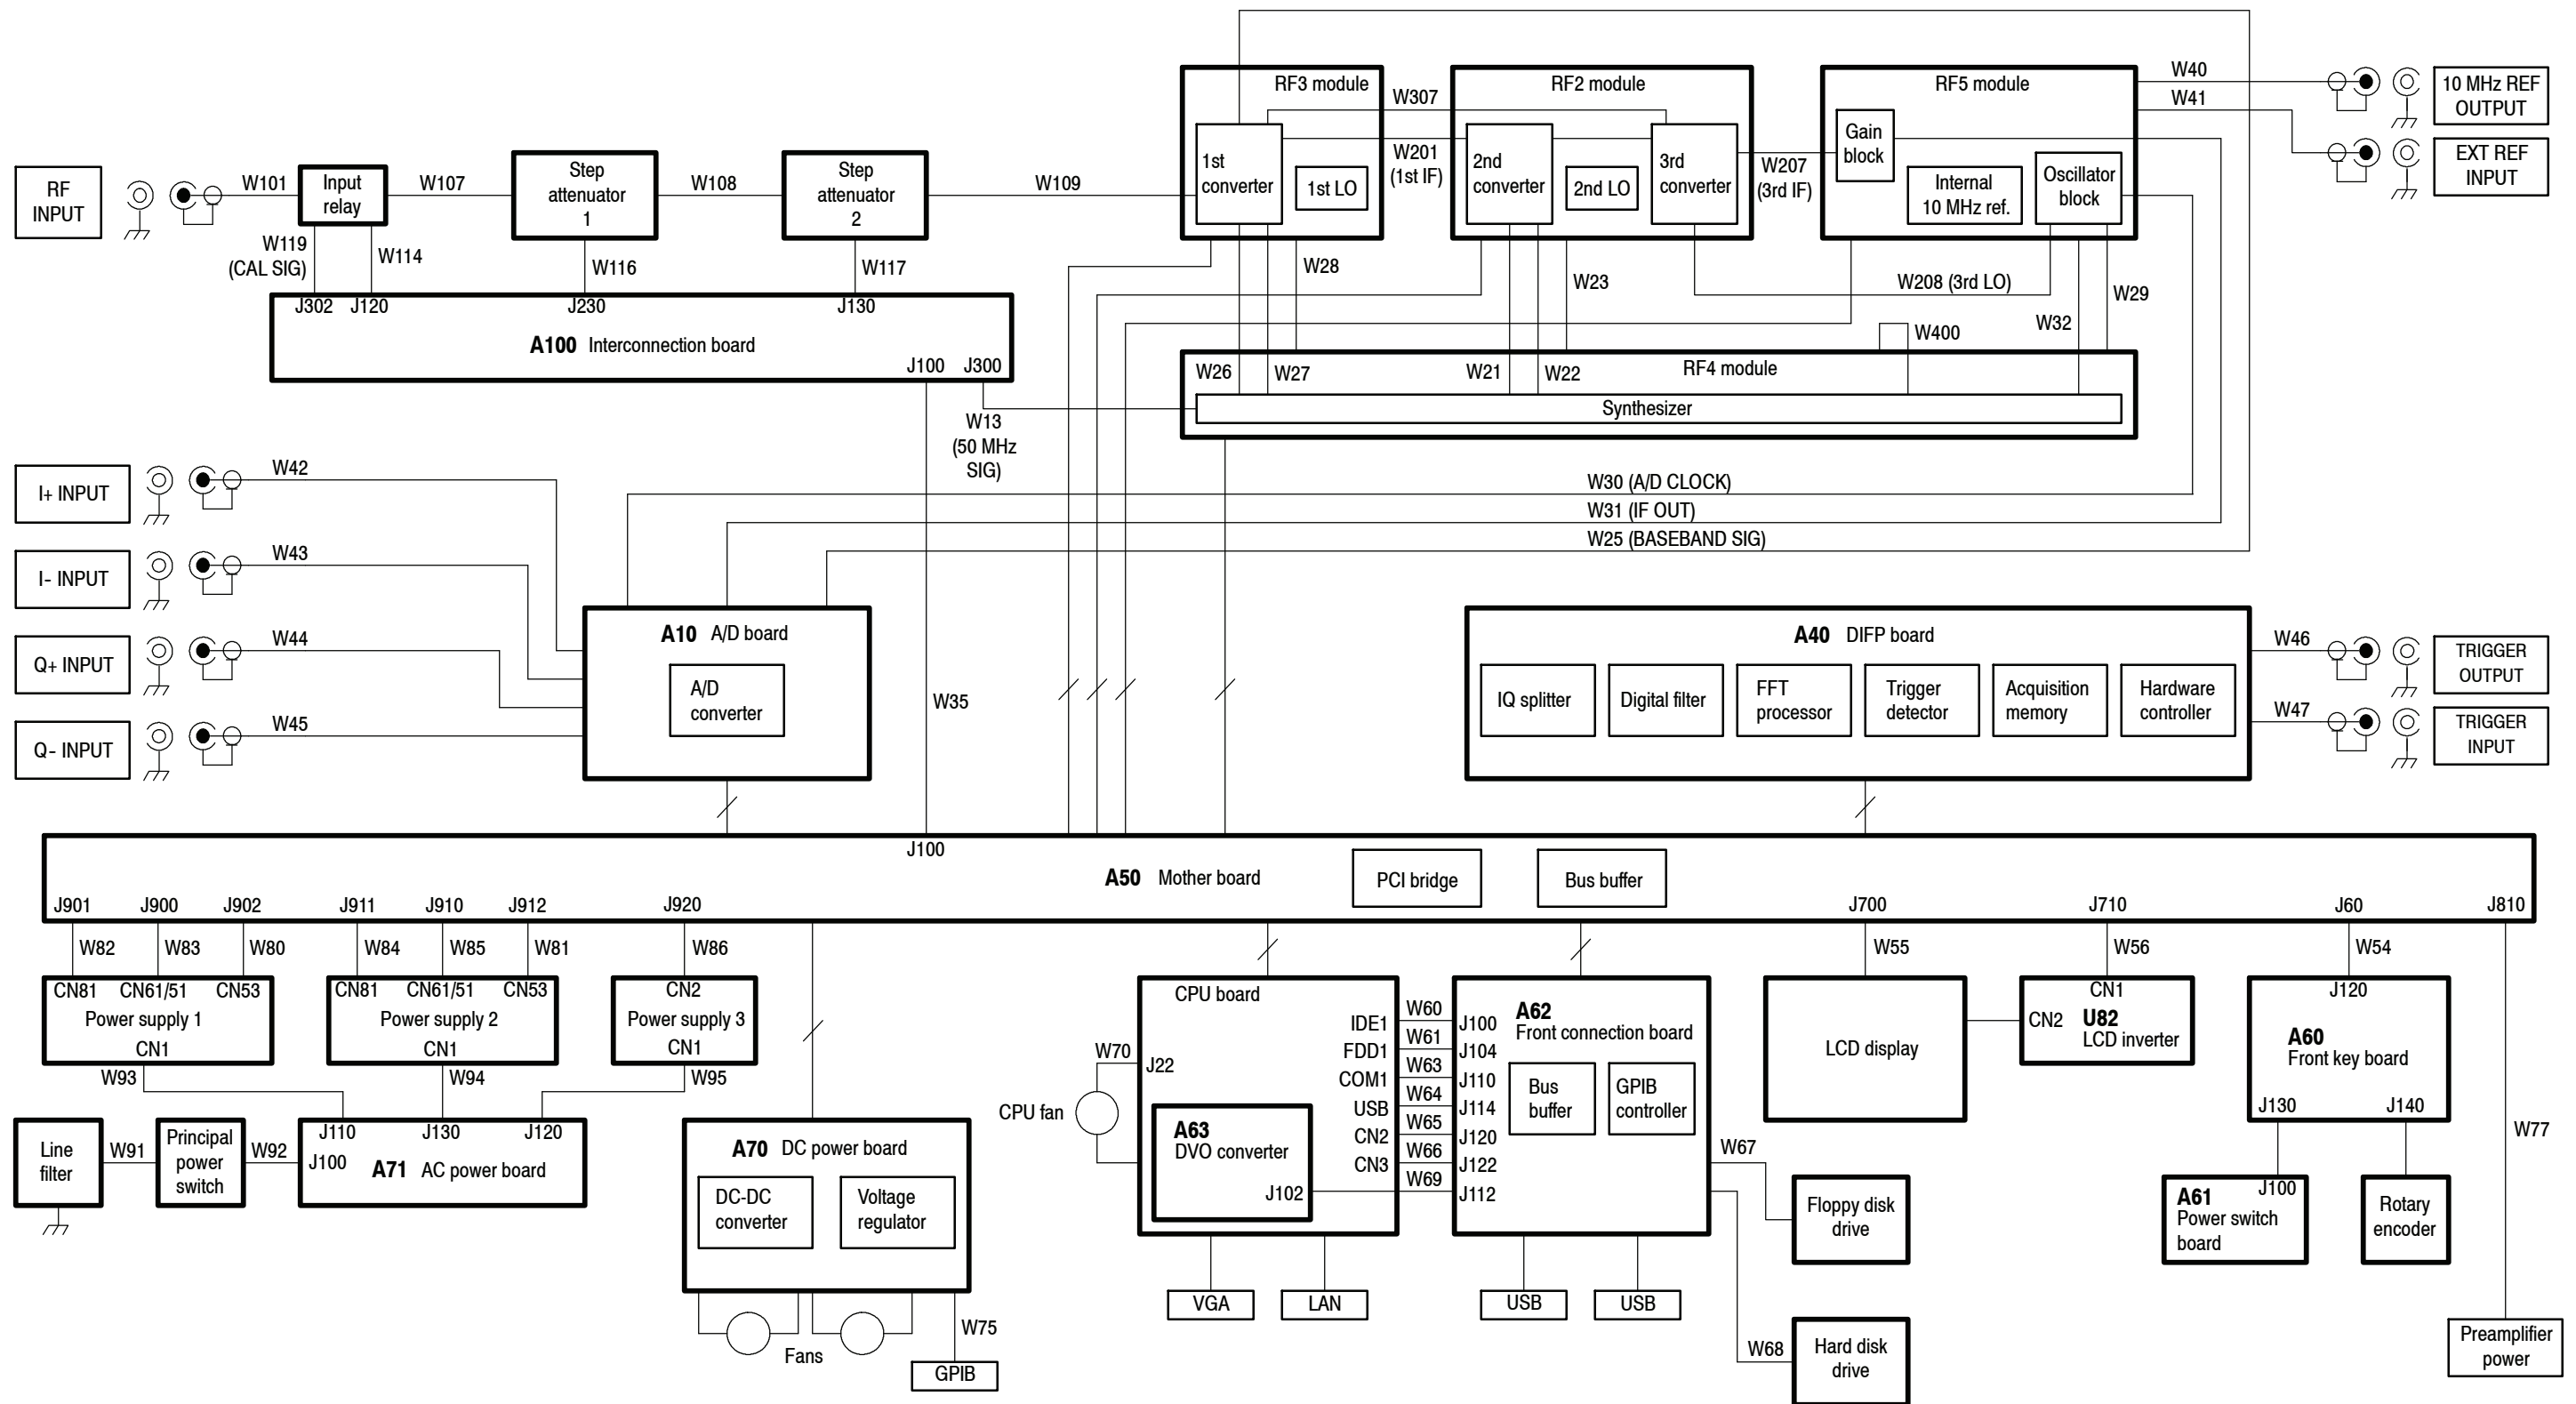 RF3 module
RF2 module
RF5 module
W40
10 MHz REF
OUTPUT
W41
W307
Gain
block
EXT REF
INPUT
1st
converter
W201
(1st IF)
2nd
converter
3rd
converter
W207
(3rd IF)
Oscillator
block
1st LO
2nd LO
Internal
10 MHz ref.
RF
INPUT
W101
Input
relay
W107
Step
attenuator
1
W108
Step
attenuator
2
W109
W119
(CAL SIG)
W114
W116
W117
W28
W23
W208 (3rd LO)
W29
W32
W400
J302
J120
J230
J130
A100 Interconnection board
J100
J300
W26
W27
W21
W22
RF4 module
Synthesizer
W13
(50 MHz
SIG)
I+ INPUT
W42
W30 (A/D CLOCK)
W31 (IF OUT)
W25 (BASEBAND SIG)
I- INPUT
W43
Q+ INPUT
W44
Q- INPUT
W45
A10 A/D board
A/D
converter
W35
A40 DIFP board
IQ splitter
Digital filter
FFT
processor
Trigger
detector
Acquisition
memory
Hardware
controller
W46
TRIGGER
OUTPUT
W47
TRIGGER
INPUT
J100
A50 Mother board
PCI bridge
Bus buffer
J901
J900
J902
J911
J910
J912
J920
J700
J710
J60
J810
W82
W83
W80
W84
W85
W81
W86
W55
W56
W54
CN81
CN61/51
CN53
Power supply 1
CN1
CN81
CN61/51
CN53
Power supply 2
CN1
CN2
Power supply 3
CN1
W93
W94
W95
Line
filter
W91
Principal
power
switch
W92
J110
J130
J120
J100
A71 AC power board
A70 DC power board
DC-DC
converter
Voltage
regulator
Fans
W75
GPIB
CPU board
W70
J22
CPU fan
IDE1
FDD1
COM1
USB
CN2
CN3
A63
DVO converter
J102
W60
W61
W63
W64
W65
W66
W69
J100
J104
J110
J114
J120
J122
J112
A62
Front connection board
Bus
buffer
GPIB
controller
VGA
LAN
USB
USB
W67
Floppy disk
drive
W68
Hard disk
drive
LCD display
CN1
CN2
U82
LCD inverter
J120
A60
Front key board
J130
J140
J100
A61
Power switch
board
Rotary
encoder
W77
Preamplifier
power